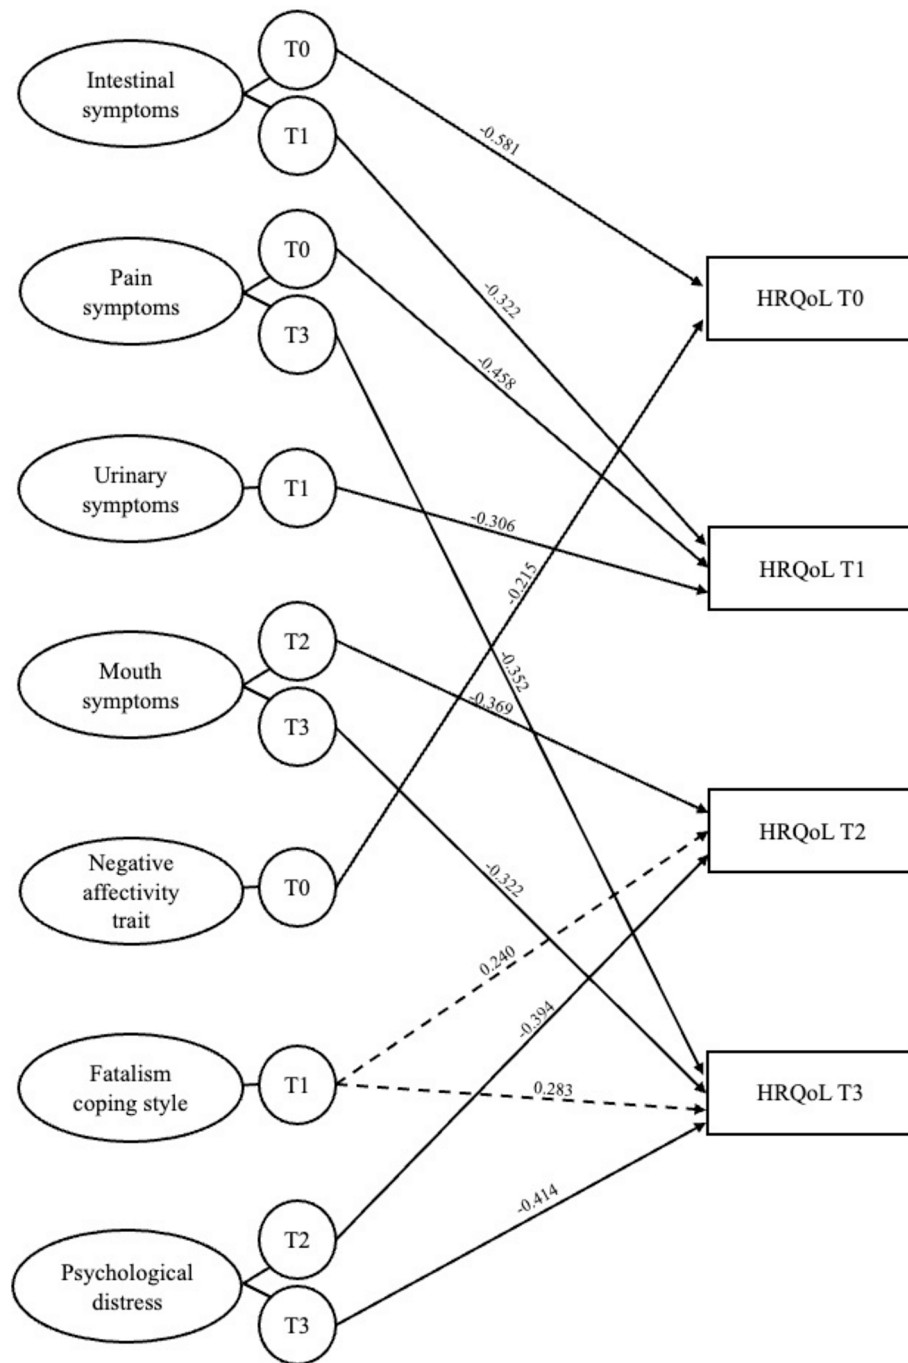 T0
Intestinal
symptoms
T1
-0.581
T0
Pain
symptoms
T3
-0.322
-0.458
HRQoL T0
Urinary
symptoms
T1
-0.306
-0.215
HRQoL T1
T2
Mouth
symptoms
T3
-0.352
-0.369
HRQoL T2
Negative
affectivity
trait
T0
-0.322
0.240
-0.394
Fatalism
coping style
T1
0.283
HRQoL T3
T2
Psychological
distress
T3
-0.414